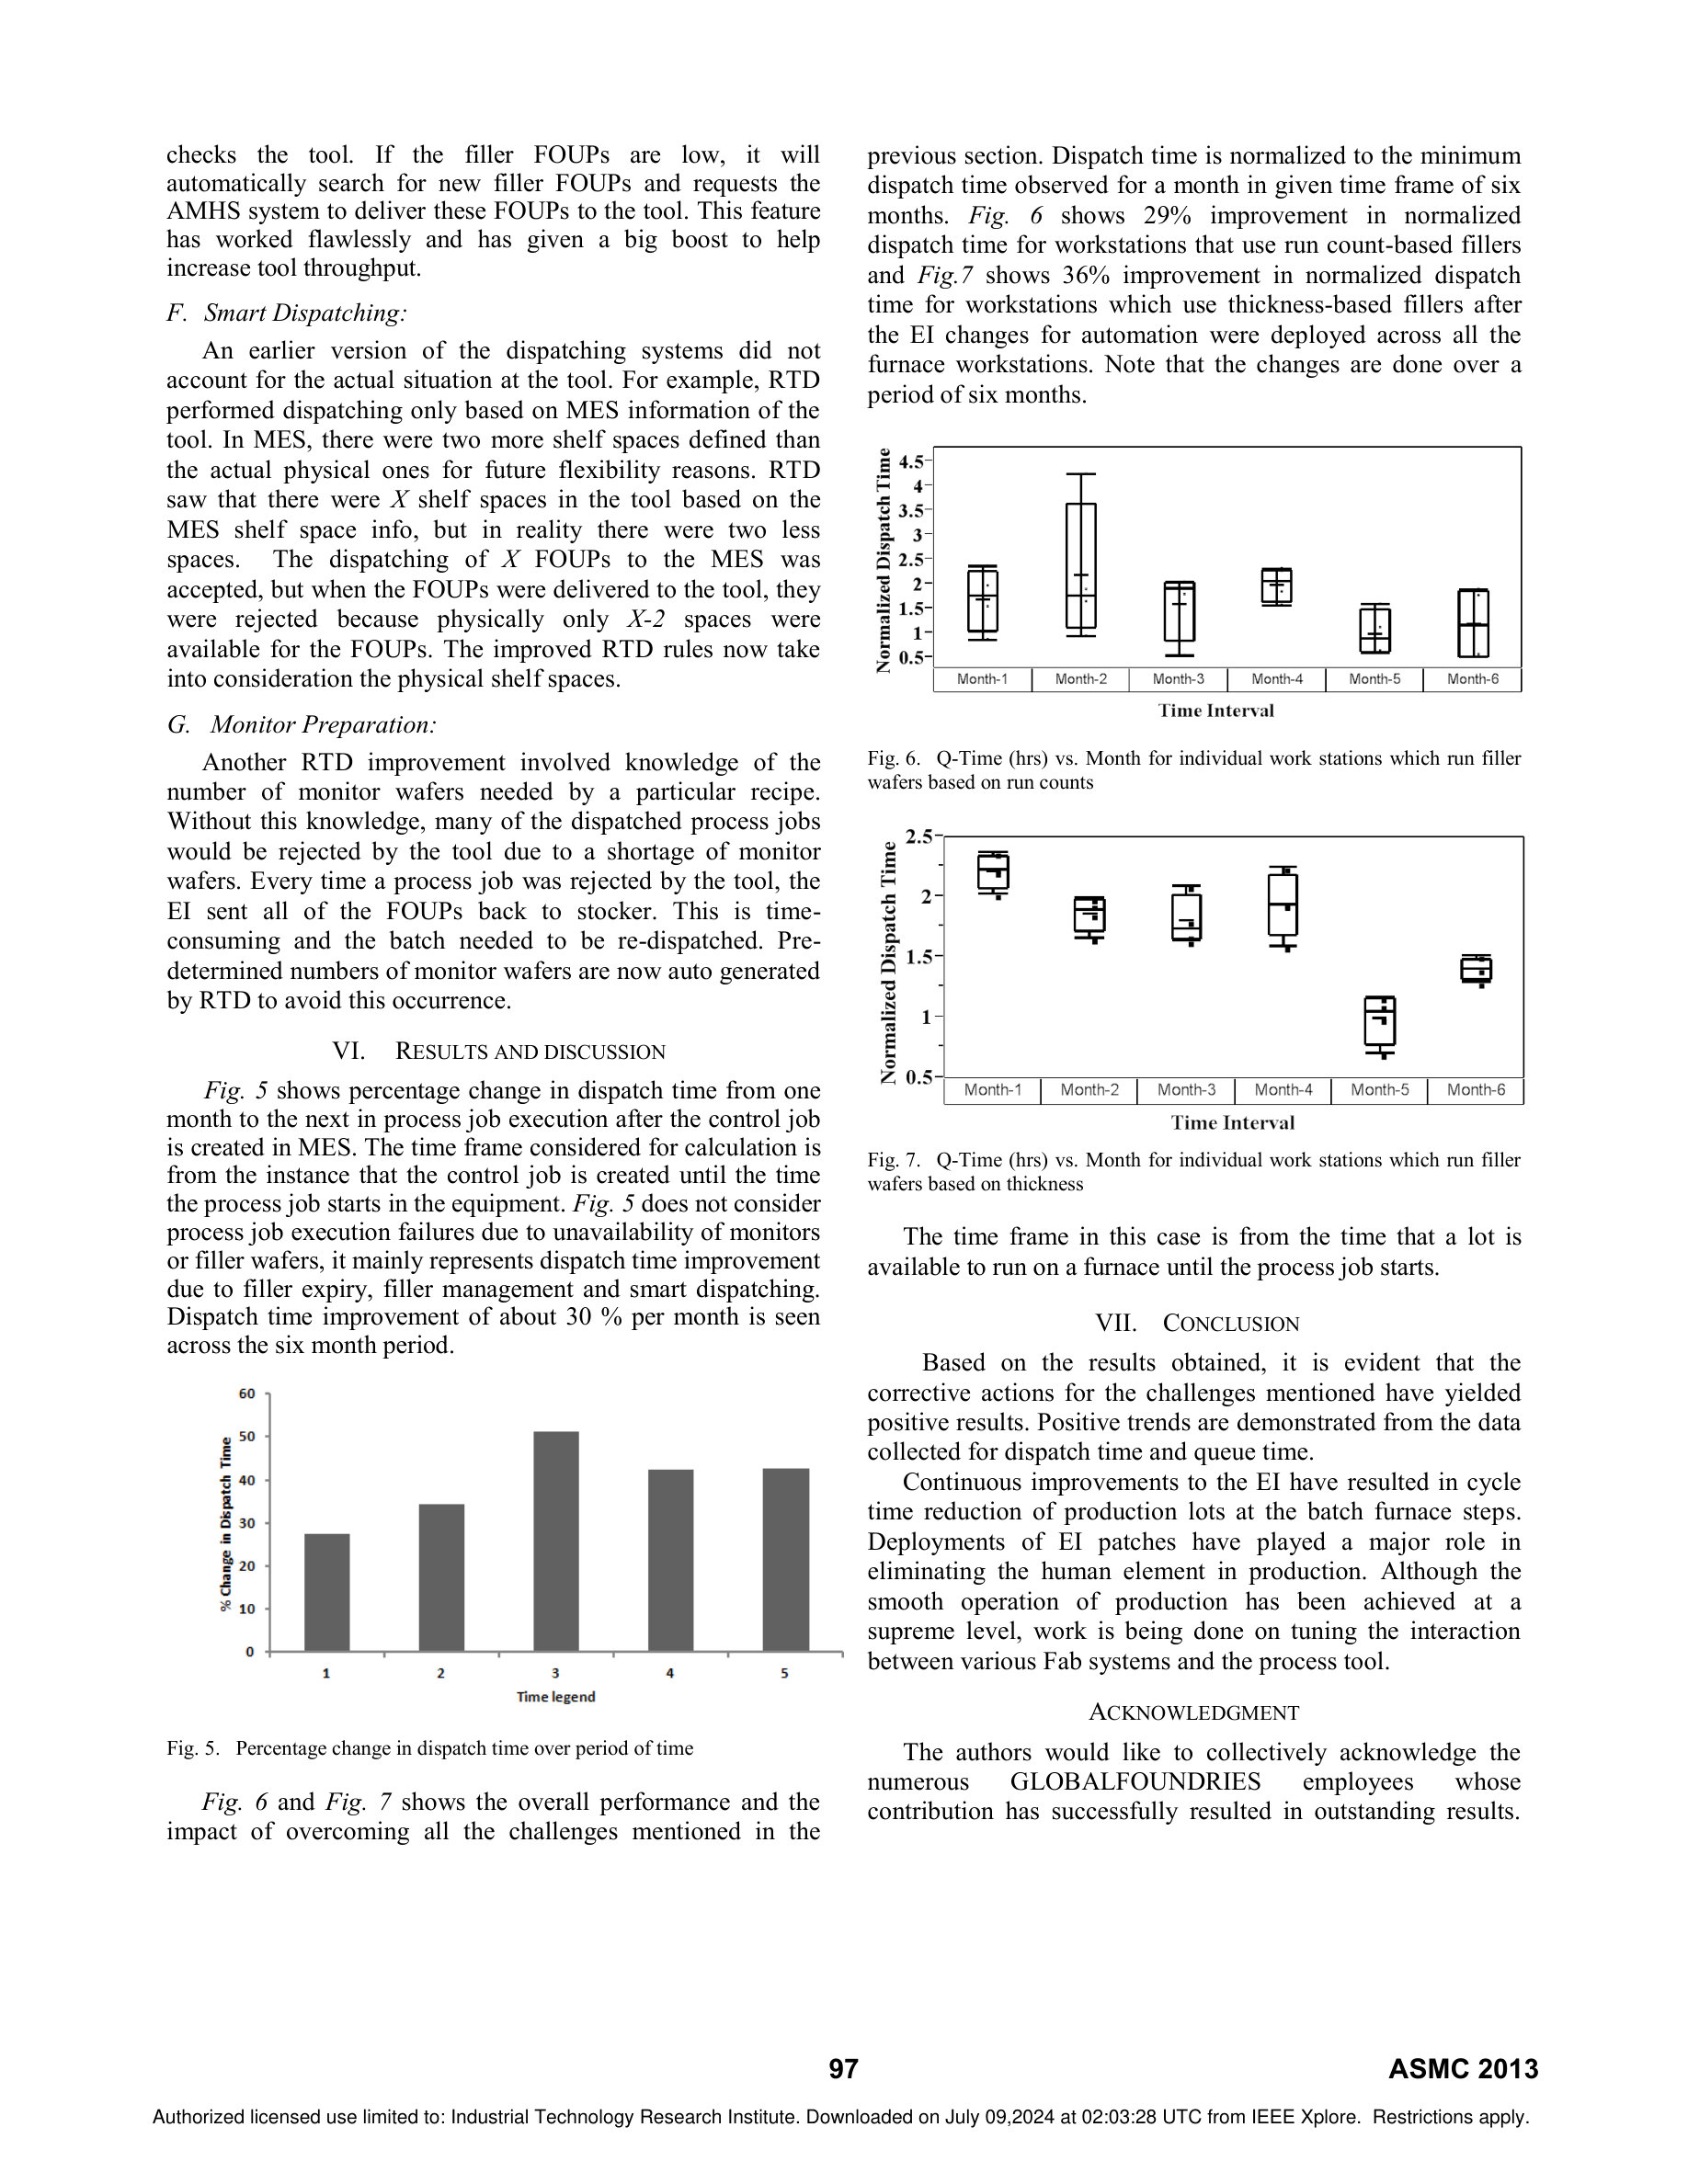 checks the tool. If the filler FOUPs are low, it will
automatically search for new filler FOUPs and requests the
AMHS system to deliver these FOUPs to the tool. This feature
has worked flawlessly and has given a big boost to help
increase tool throughput.
F. Smart Dispatching:
An earlier version of the dispatching systems did not
account for the actual situation at the tool. For example, RTD
performed dispatching only based on MES information of the
tool. In MES, there were two more shelf spaces defined than
the actual physical ones for future flexibility reasons. RTD
saw that there were X shelf spaces in the tool based on the
MES shelf space info, but in reality there were two less
spaces. The dispatching of X FOUPs to the MES was
accepted, but when the FOUPs were delivered to the tool, they
were rejected because physically only X-2 spaces were
available for the FOUPs. The improved RTD rules now take
into consideration the physical shelf spaces.
G. Monitor Preparation:
Another RTD improvement involved knowledge of the
number of monitor wafers needed by a particular recipe.
Without this knowledge, many of the dispatched process jobs
would be rejected by the tool due to a shortage of monitor
wafers. Every time a process job was rejected by the tool, the
EI sent all of the FOUPs back to stocker. This is time-
consuming and the batch needed to be re-dispatched. Pre-
determined numbers of monitor wafers are now auto generated
by RTD to avoid this occurrence.
VI. RESULTS AND DISCUSSION
Fig. 5 shows percentage change in dispatch time from one
month to the next in process job execution after the control job
is created in MES. The time frame considered for calculation is
from the instance that the control job is created until the time
the process job starts in the equipment. Fig. 5 does not consider
process job execution failures due to unavailability of monitors
or filler wafers, it mainly represents dispatch time improvement
due to filler expiry, filler management and smart dispatching.
Dispatch time improvement of about 30 % per month is seen
across the six month period.
% Change in Dispatch Time
60
50
40
30
20
10
0
1 2 3 4 5
Time legend
Fig. 5. Percentage change in dispatch time over period of time
Fig. 6 and Fig. 7 shows the overall performance and the
impact of overcoming all the challenges mentioned in the
previous section. Dispatch time is normalized to the minimum
dispatch time observed for a month in given time frame of six
months. Fig. 6 shows 29% improvement in normalized
dispatch time for workstations that use run count-based fillers
and Fig.7 shows 36% improvement in normalized dispatch
time for workstations which use thickness-based fillers after
the EI changes for automation were deployed across all the
furnace workstations. Note that the changes are done over a
period of six months.
Normalized Dispatch Time
4.5
4
3.5
3
2.5
2
1.5
1
0.5
Month-1 Month-2 Month-3 Month-4 Month-5 Month-6
Time Interval
Fig. 6. Q-Time (hrs) vs. Month for individual work stations which run filler
wafers based on run counts
Normalized Dispatch Time
2.5
2
1.5
1
0.5
Month-1 Month-2 Month-3 Month-4 Month-5 Month-6
Time Interval
Fig. 7. Q-Time (hrs) vs. Month for individual work stations which run filler
wafers based on thickness
The time frame in this case is from the time that a lot is
available to run on a furnace until the process job starts.
VII. CONCLUSION
Based on the results obtained, it is evident that the
corrective actions for the challenges mentioned have yielded
positive results. Positive trends are demonstrated from the data
collected for dispatch time and queue time.
Continuous improvements to the EI have resulted in cycle
time reduction of production lots at the batch furnace steps.
Deployments of EI patches have played a major role in
eliminating the human element in production. Although the
smooth operation of production has been achieved at a
supreme level, work is being done on tuning the interaction
between various Fab systems and the process tool.
ACKNOWLEDGMENT
The authors would like to collectively acknowledge the
numerous GLOBALFOUNDRIES employees whose
contribution has successfully resulted in outstanding results.
97
ASMC 2013
Authorized licensed use limited to: Industrial Technology Research Institute. Downloaded on July 09,2024 at 02:03:28 UTC from IEEE Xplore. Restrictions apply.